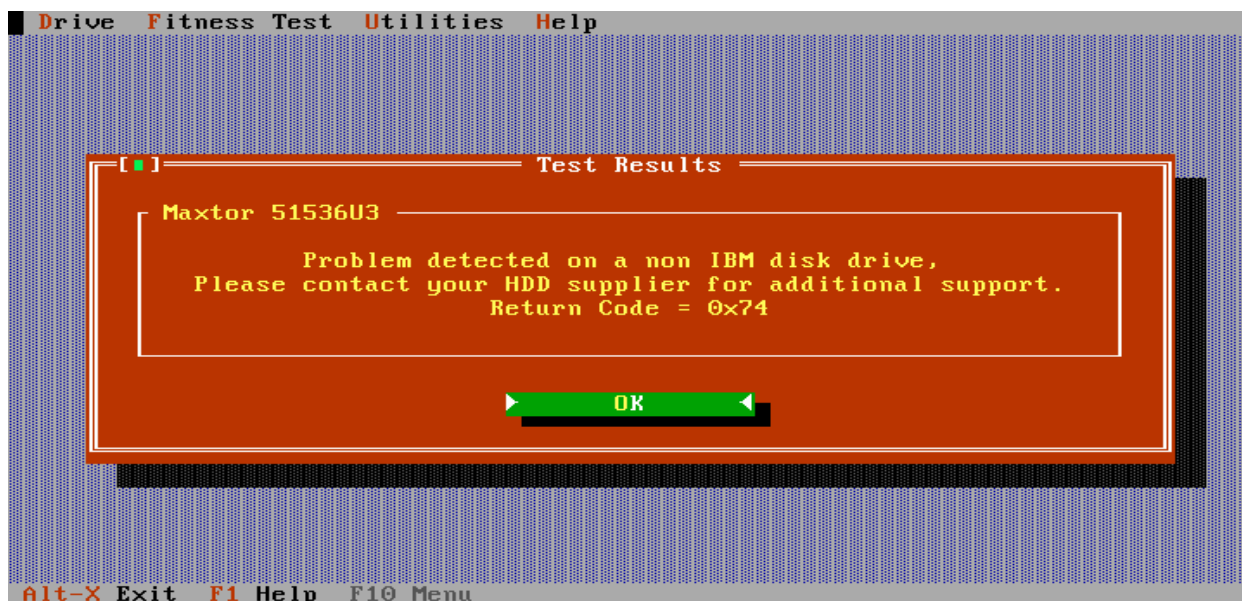 Drive Fitness Test Utilities Help
[■] Test Results
Maxtor 51536U3
Problem detected on a non IBM disk drive,
Please contact your HDD supplier for additional support.
Return Code = 0x74
OK
Alt-X Exit F1 Help F10 Menu